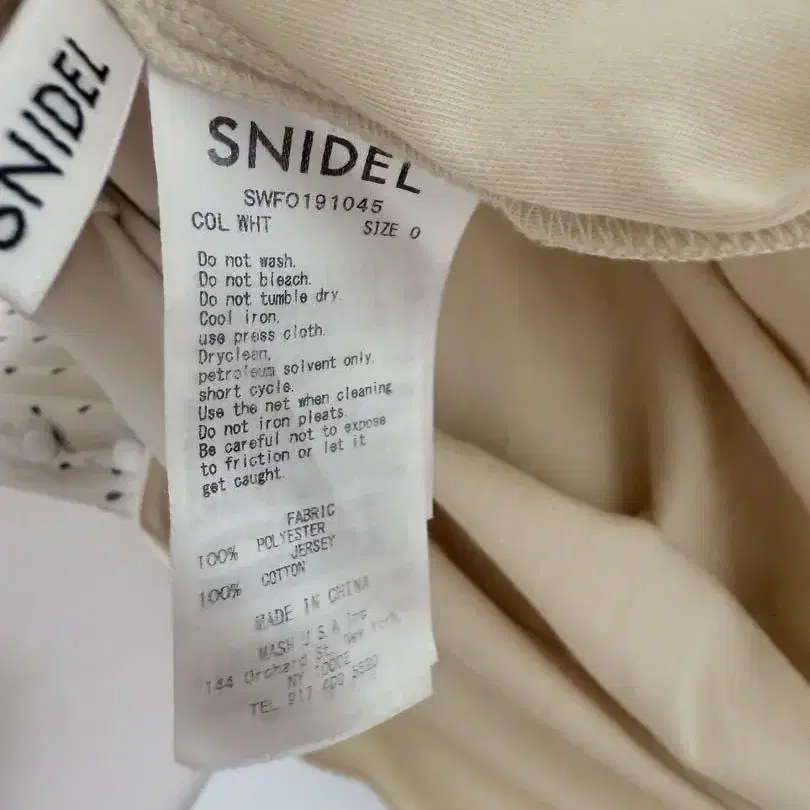 SNIDEL
SNIDEL
SWFO191045
COL WHT SIZE 0
Do not wash.
Do not bleach.
Do not tumble dry.
Cool iron,
use press cloth.
Dryclean,
petroleum solvent only,
short cycle.
Use the net when cleaning
Do not iron pleats.
Be careful not to expose
to friction or let it
get caught.
FABRIC
100% POLYESTER
JERSEY
100% COTTON
MADE IN CHINA
MASH U S A Inc
144 Orchard St, New York,
NY 10002
TEL 917